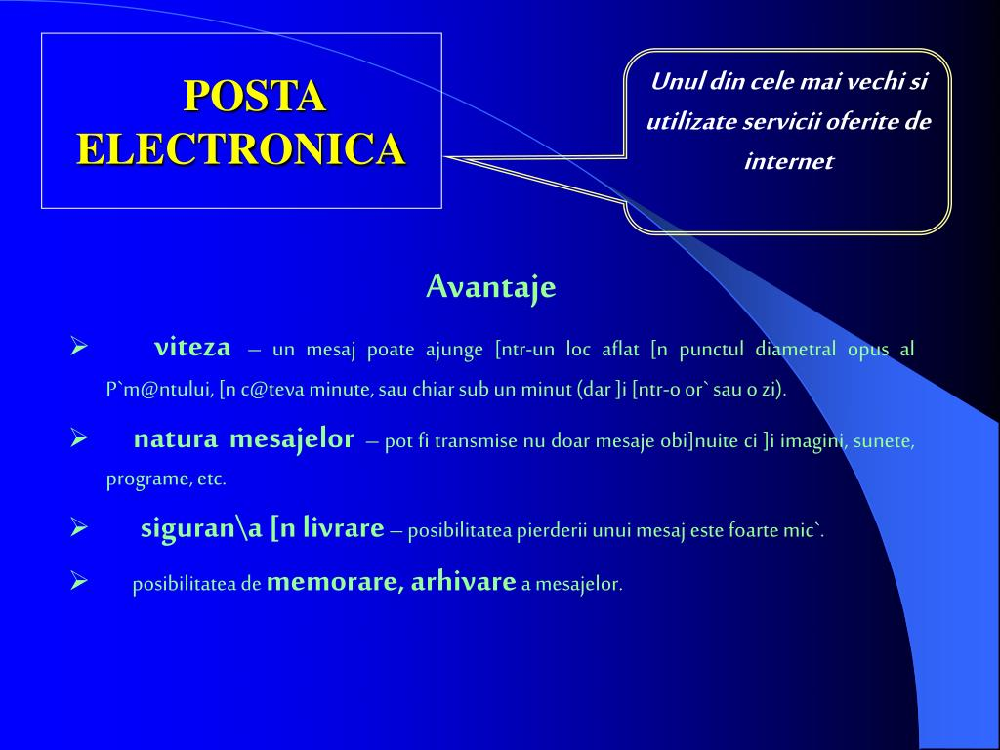 POSTA
ELECTRONICA
Unul din cele mai vechi si
utilizate servicii oferite de
internet
Avantaje
viteza – un mesaj poate ajunge [ntr-un loc aflat [n punctul diametral opus al
P`m@ntului, [n c@teva minute, sau chiar sub un minut (dar ]i [ntr-o or` sau o zi).
natura mesajelor – pot fi transmise nu doar mesaje obi]nuite ci ]i imagini, sunete,
programe, etc.
siguran\a [n livrare – posibilitatea pierderii unui mesaj este foarte mic`.
posibilitatea de memorare, arhivare a mesajelor.